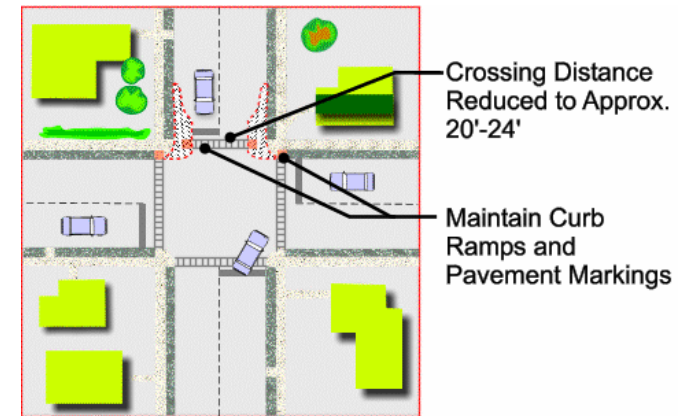 Crossing Distance
Reduced to Approx.
20'-24'
Maintain Curb
Ramps and
Pavement Markings